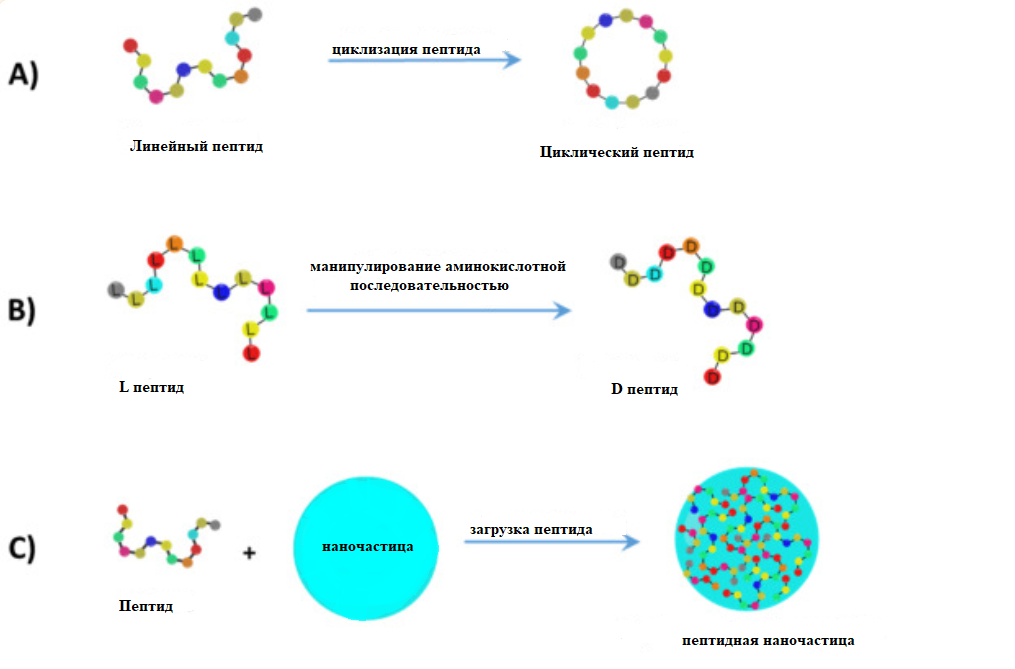 A)
циклизация пептида
Линейный пептид
Циклический пептид
B)
L
L
L
L
L
L
L
L
L
L
L
L
L
манипулирование аминокислотной
последовательностью
D
D
D
D
D
D
D
D
D
D
D
D
D
L пептид
D пептид
C)
+
наночастица
загрузка пептида
Пептид
пептидная наночастица